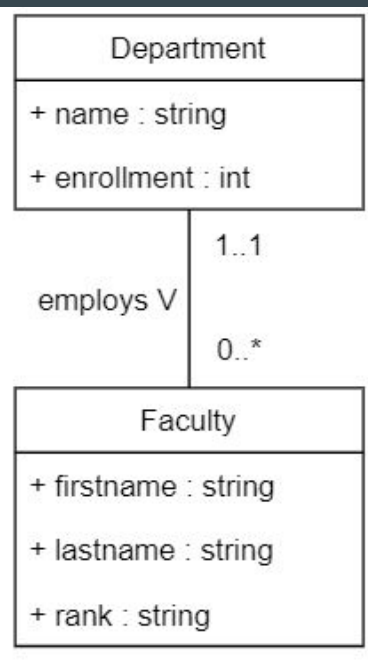 Department
+ name : string
+ enrollment : int
1..1
employs V
0..*
Faculty
+ firstname : string
+ lastname : string
+ rank : string